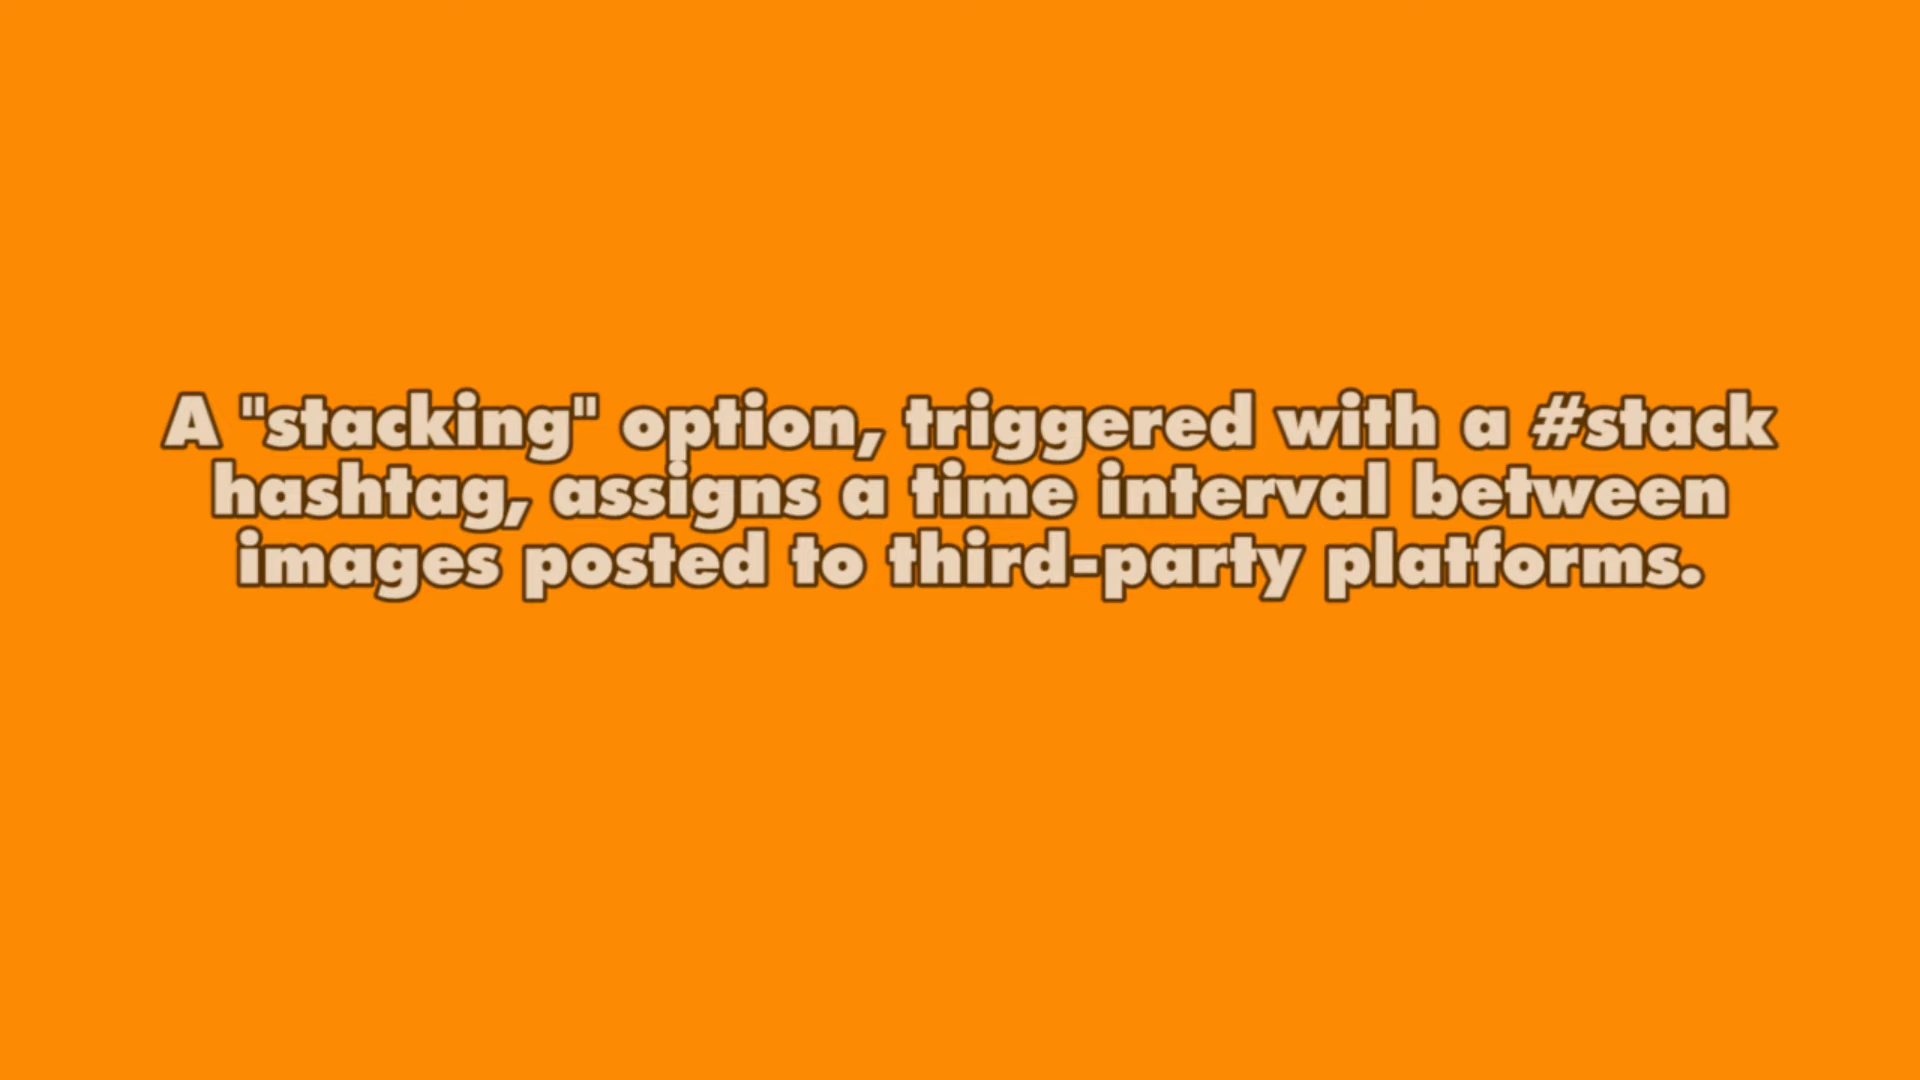 A "stacking" option, triggered with a #stack
hashtag, assigns a time interval between
images posted to third-party platforms.